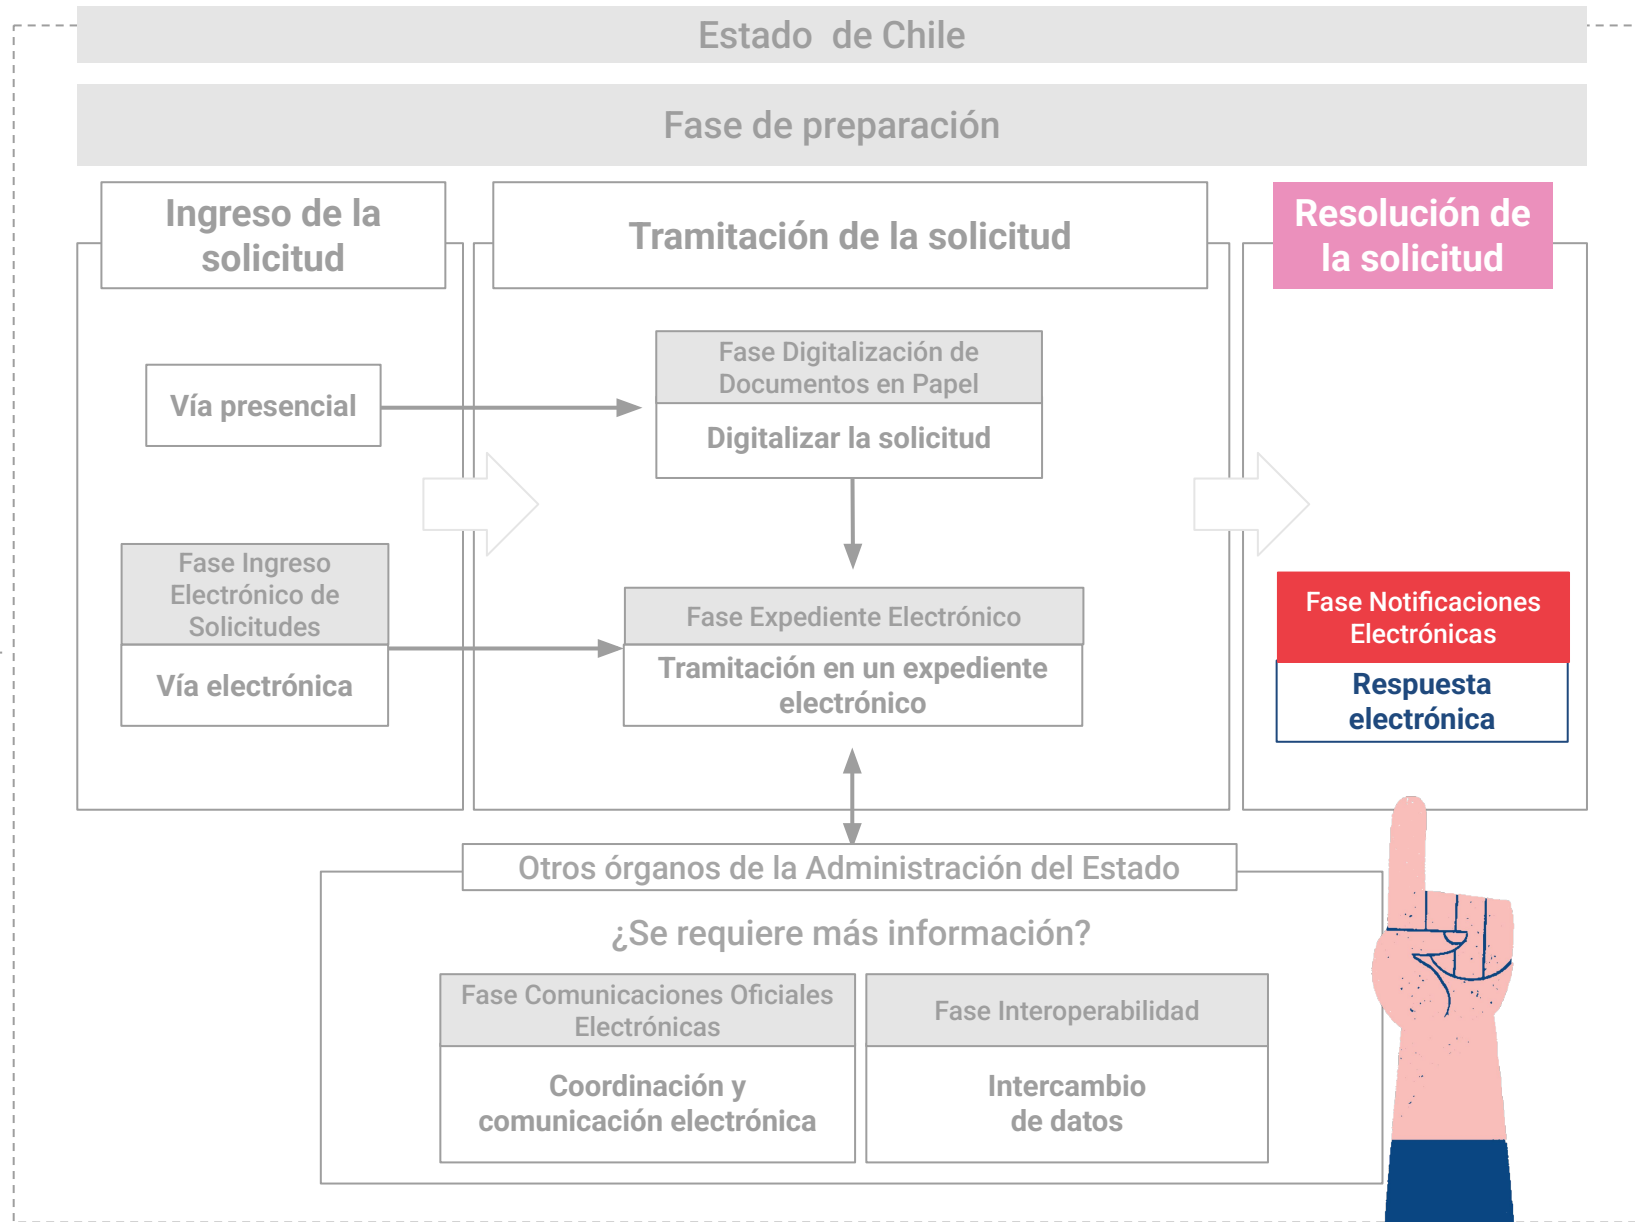 Estado de Chile
Fase de preparación
Ingreso de la
solicitud
Tramitación de la solicitud
Resolución de
la solicitud
Vía presencial
Fase Digitalización de
Documentos en Papel
Digitalizar la solicitud
Fase Ingreso
Electrónico de
Solicitudes
Vía electrónica
Fase Expediente Electrónico
Tramitación en un expediente
electrónico
Fase Notificaciones
Electrónicas
Respuesta
electrónica
Otros órganos de la Administración del Estado
¿Se requiere más información?
Fase Comunicaciones Oficiales
Electrónicas
Coordinación y
comunicación electrónica
Fase Interoperabilidad
Intercambio
de datos